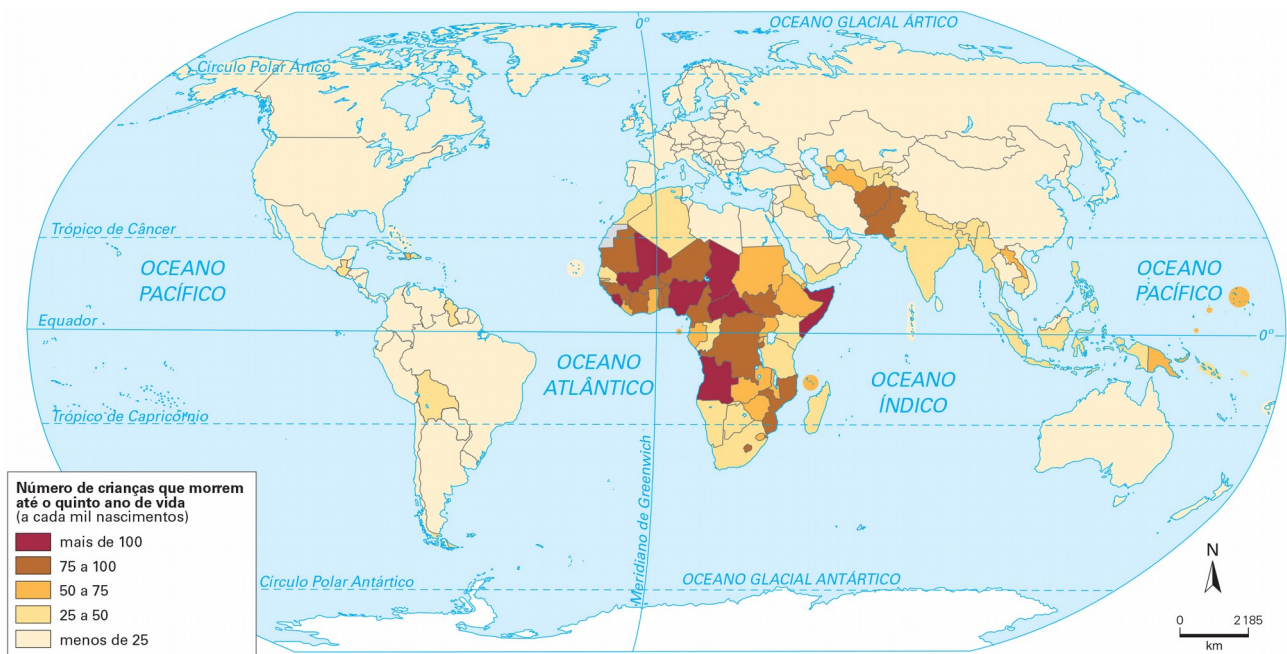 0º
OCEANO GLACIAL ÁRTICO
Círculo Polar Ártico
Trópico de Câncer
OCEANO
PACÍFICO
OCEANO
PACÍFICO
Equador
0º
OCEANO
ATLÂNTICO
OCEANO
ÍNDICO
Trópico de Capricórnio
Meridiano de Greenwich
Círculo Polar Antártico
OCEANO GLACIAL ANTÁRTICO
Número de crianças que morrem
até o quinto ano de vida
(a cada mil nascimentos)
mais de 100
75 a 100
50 a 75
25 a 50
menos de 25
N
0 2 185
km